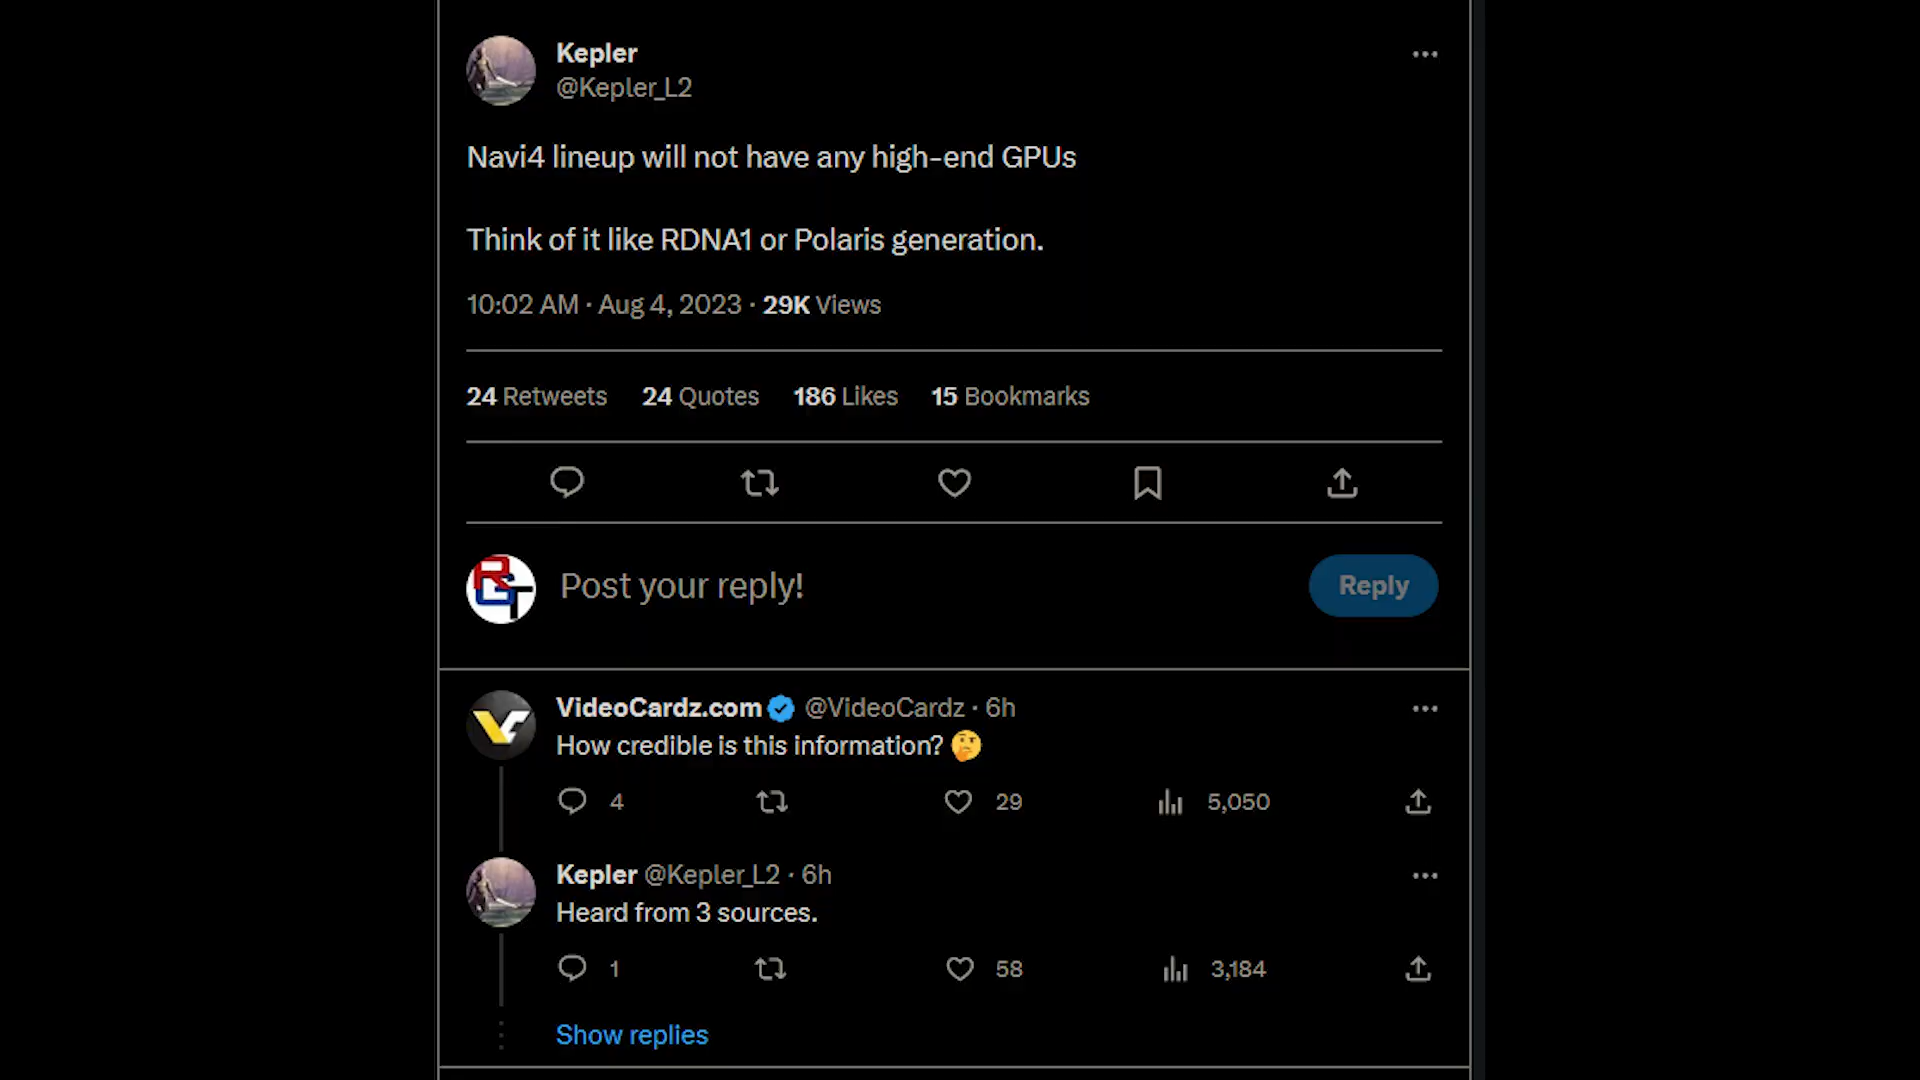 Kepler
@Kepler_L2
Navi4 lineup will not have any high-end GPUs
Think of it like RDNA1 or Polaris generation.
10:02 AM · Aug 4, 2023 · 29K Views
24 Retweets 24 Quotes 186 Likes 15 Bookmarks
RGT
Post your reply!
Reply
VideoCardz.com @VideoCardz · 6h
How credible is this information? 🤔
4 29 5,050
Kepler @Kepler_L2 · 6h
Heard from 3 sources.
1 58 3,184
Show replies